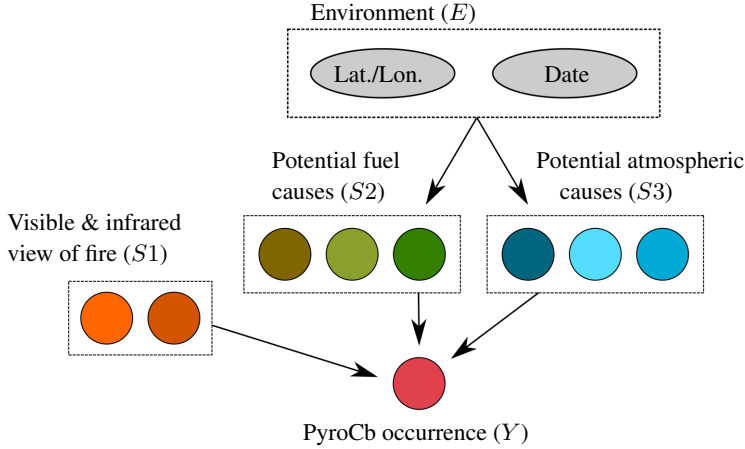 Environment (E)
Lat./Lon.
Date
Potential fuel
causes (S2)
Potential atmospheric
causes (S3)
Visible & infrared
view of fire (S1)
PyroCb occurrence (Y)